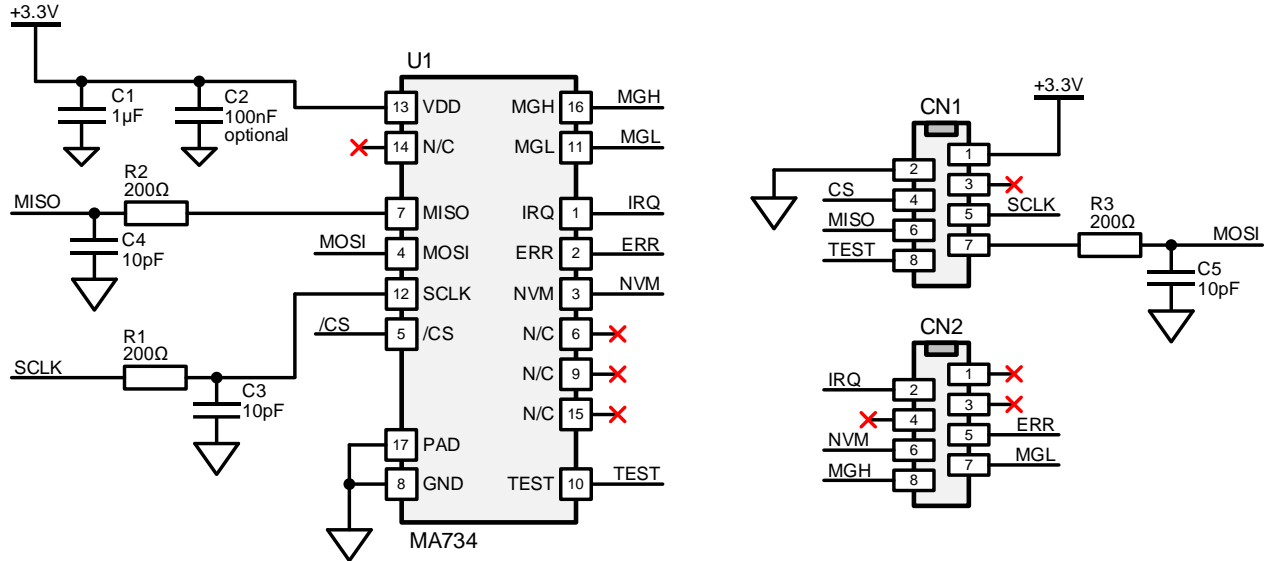 +3.3V
U1
C1
1µF
C2
100nF
optional
13 VDD
14 N/C
MGH 16 MGH
MGL 11 MGL
R2
200Ω
MISO
7 MISO
IRQ 1 IRQ
C4
10pF
MOSI 4 MOSI
ERR 2 ERR
12 SCLK
NVM 3 NVM
/CS 5 /CS
N/C 6
R1
200Ω
SCLK
N/C 9
C3
10pF
N/C 15
17 PAD
8 GND
TEST 10 TEST
MA734
+3.3V
CN1
1
2
3
CS 4
5 SCLK
MISO 6
7
R3
200Ω
MOSI
TEST 8
C5
10pF
CN2
1
IRQ 2
3
4
5 ERR
NVM 6
7 MGL
MGH 8